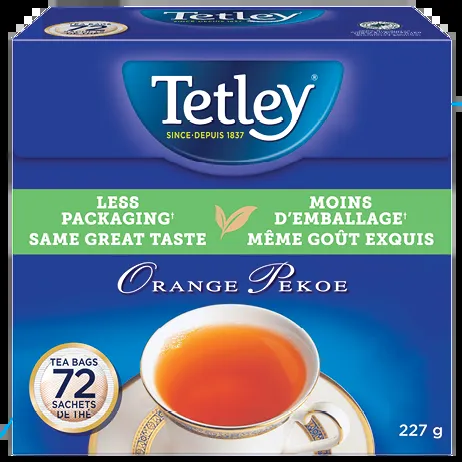 72
Tetley®
SINCE•DEPUIS 1837
LESS
PACKAGING†
SAME GREAT TASTE
MOINS
D'EMBALLAGE†
MÊME GOÛT EXQUIS
ORANGE PEKOE
TEA BAGS
72
SACHETS
DE THÉ
227 g